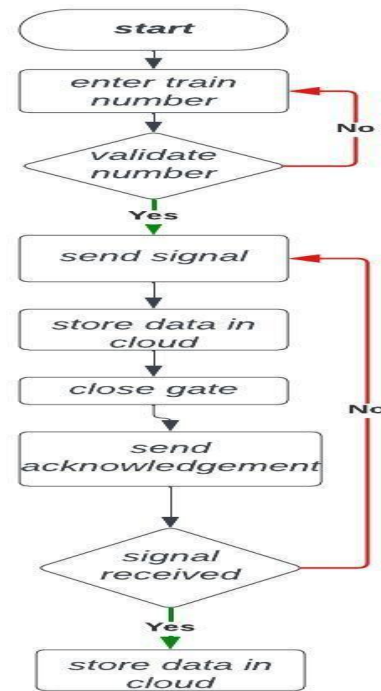 start
enter train
number
No
validate
number
Yes
send signal
store data in
cloud
close gate
No
send
acknowledgement
signal
received
Yes
store data in
cloud